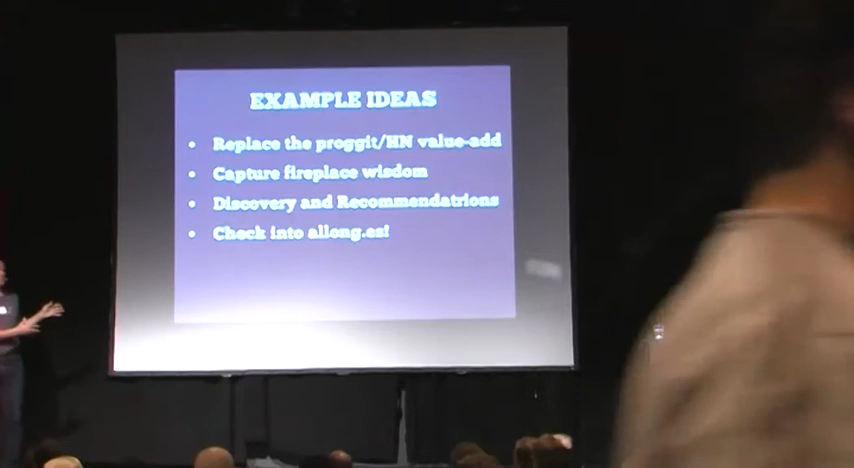 EXAMPLE IDEAS
• Replace the proggit/HN value-add
• Capture fireplace wisdom
• Discovery and Recommendatrions
• Check into allong.es!